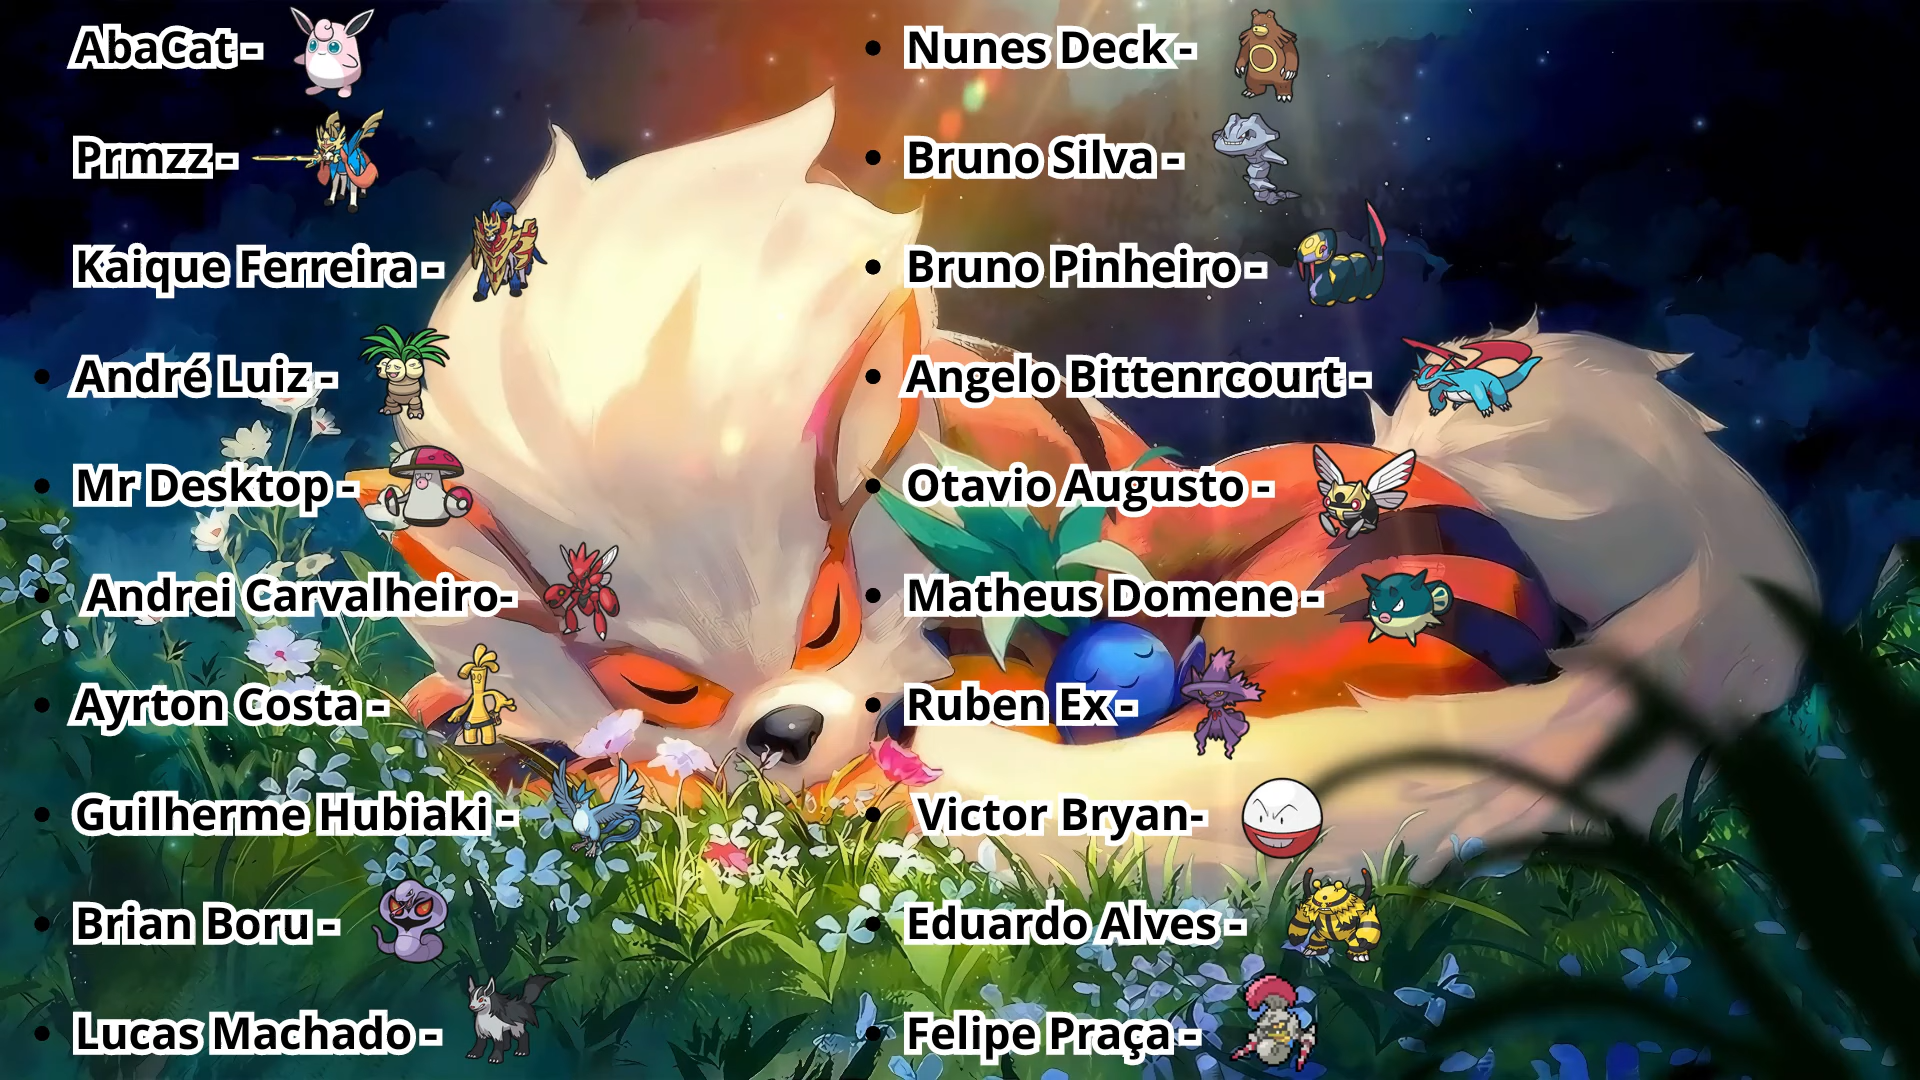 AbaCat -
Prmzz -
Kaique Ferreira -
André Luiz -
Mr Desktop -
Andrei Carvalheiro-
Ayrton Costa -
Guilherme Hubiaki -
Brian Boru -
Lucas Machado -
Nunes Deck -
Bruno Silva -
Bruno Pinheiro -
Angelo Bittenrcourt -
Otavio Augusto -
Matheus Domene -
Ruben Ex -
Victor Bryan-
Eduardo Alves -
Felipe Praça -